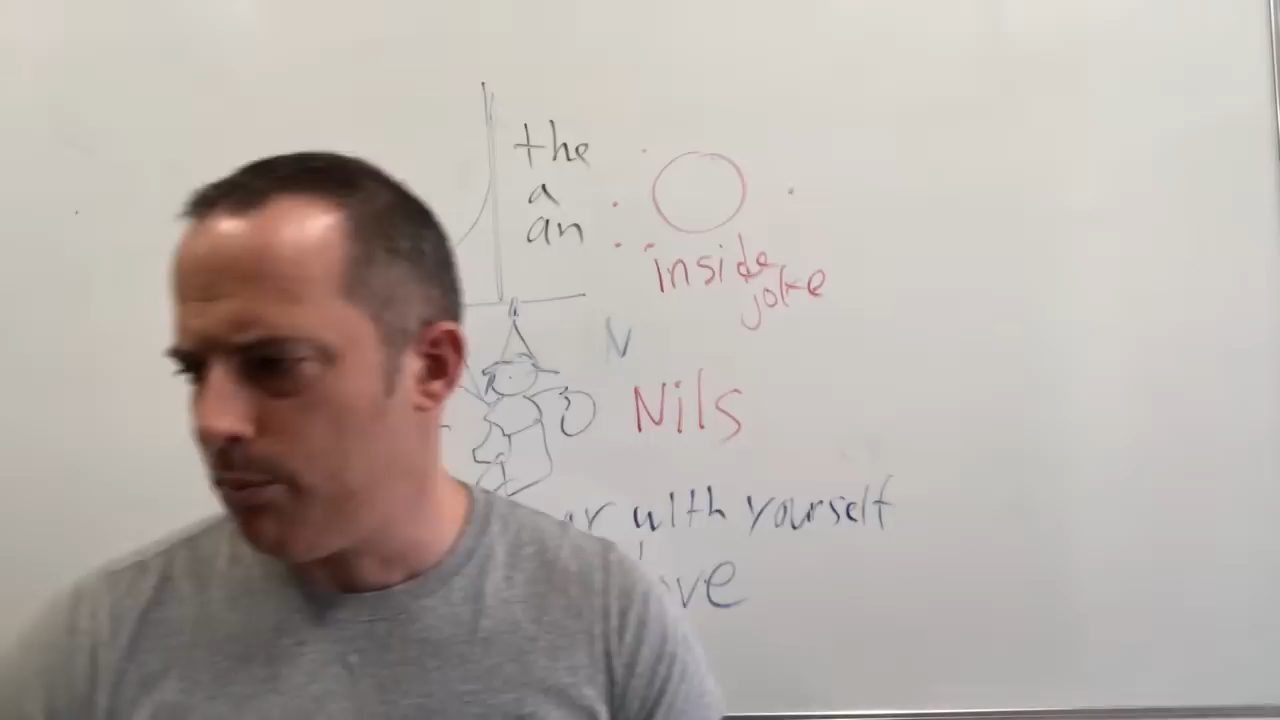 the
a
an
inside
joke
N
Nils
with yourself